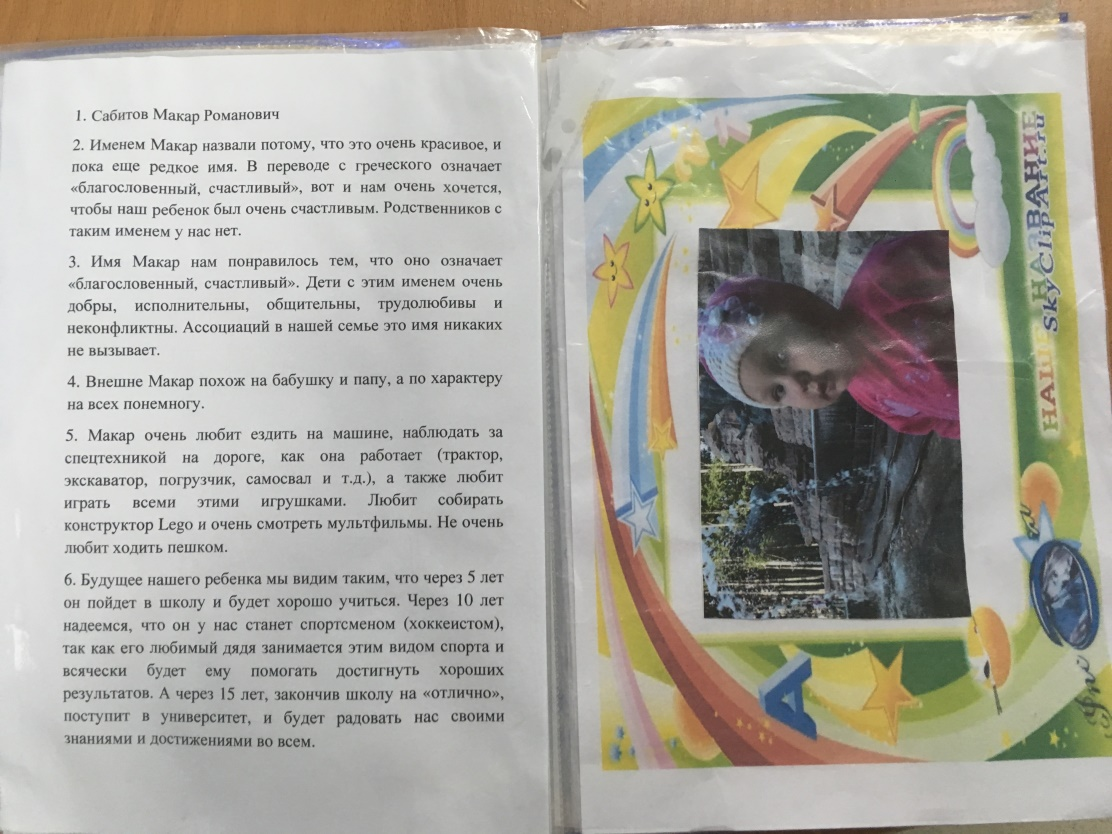 1. Сабитов Макар Романович
2. Именем Макар назвали потому, что это очень красивое, и
пока еще редкое имя. В переводе с греческого означает
«благословенный, счастливый», вот и нам очень хочется,
чтобы наш ребенок был очень счастливым. Родственников с
таким именем у нас нет.
3. Имя Макар нам понравилось тем, что оно означает
«благословенный, счастливый». Дети с этим именем очень
добры, исполнительны, общительны, трудолюбивы и
неконфликтны. Ассоциаций в нашей семье это имя никаких
не вызывает.
4. Внешне Макар похож на бабушку и папу, а по характеру
на всех понемногу.
5. Макар очень любит ездить на машине, наблюдать за
спецтехникой на дороге, как она работает (трактор,
экскаватор, погрузчик, самосвал и т.д.), а также любит
играть всеми этими игрушками. Любит собирать
конструктор Lego и очень смотреть мультфильмы. Не очень
любит ходить пешком.
6. Будущее нашего ребенка мы видим таким, что через 5 лет
он пойдет в школу и будет хорошо учиться. Через 10 лет
надеемся, что он у нас станет спортсменом (хоккеистом),
так как его любимый дядя занимается этим видом спорта и
всячески будет ему помогать достигнуть хороших
результатов. А через 15 лет, закончив школу на «отлично»,
поступит в университет, и будет радовать нас своими
знаниями и достижениями во всем.
НАШЕ НАЗВАНИЕ
SkyClipArt.ru
А